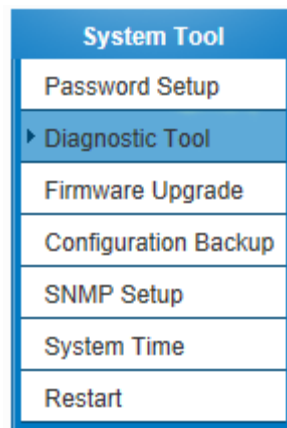 System Tool
Password Setup
Diagnostic Tool
Firmware Upgrade
Configuration Backup
SNMP Setup
System Time
Restart